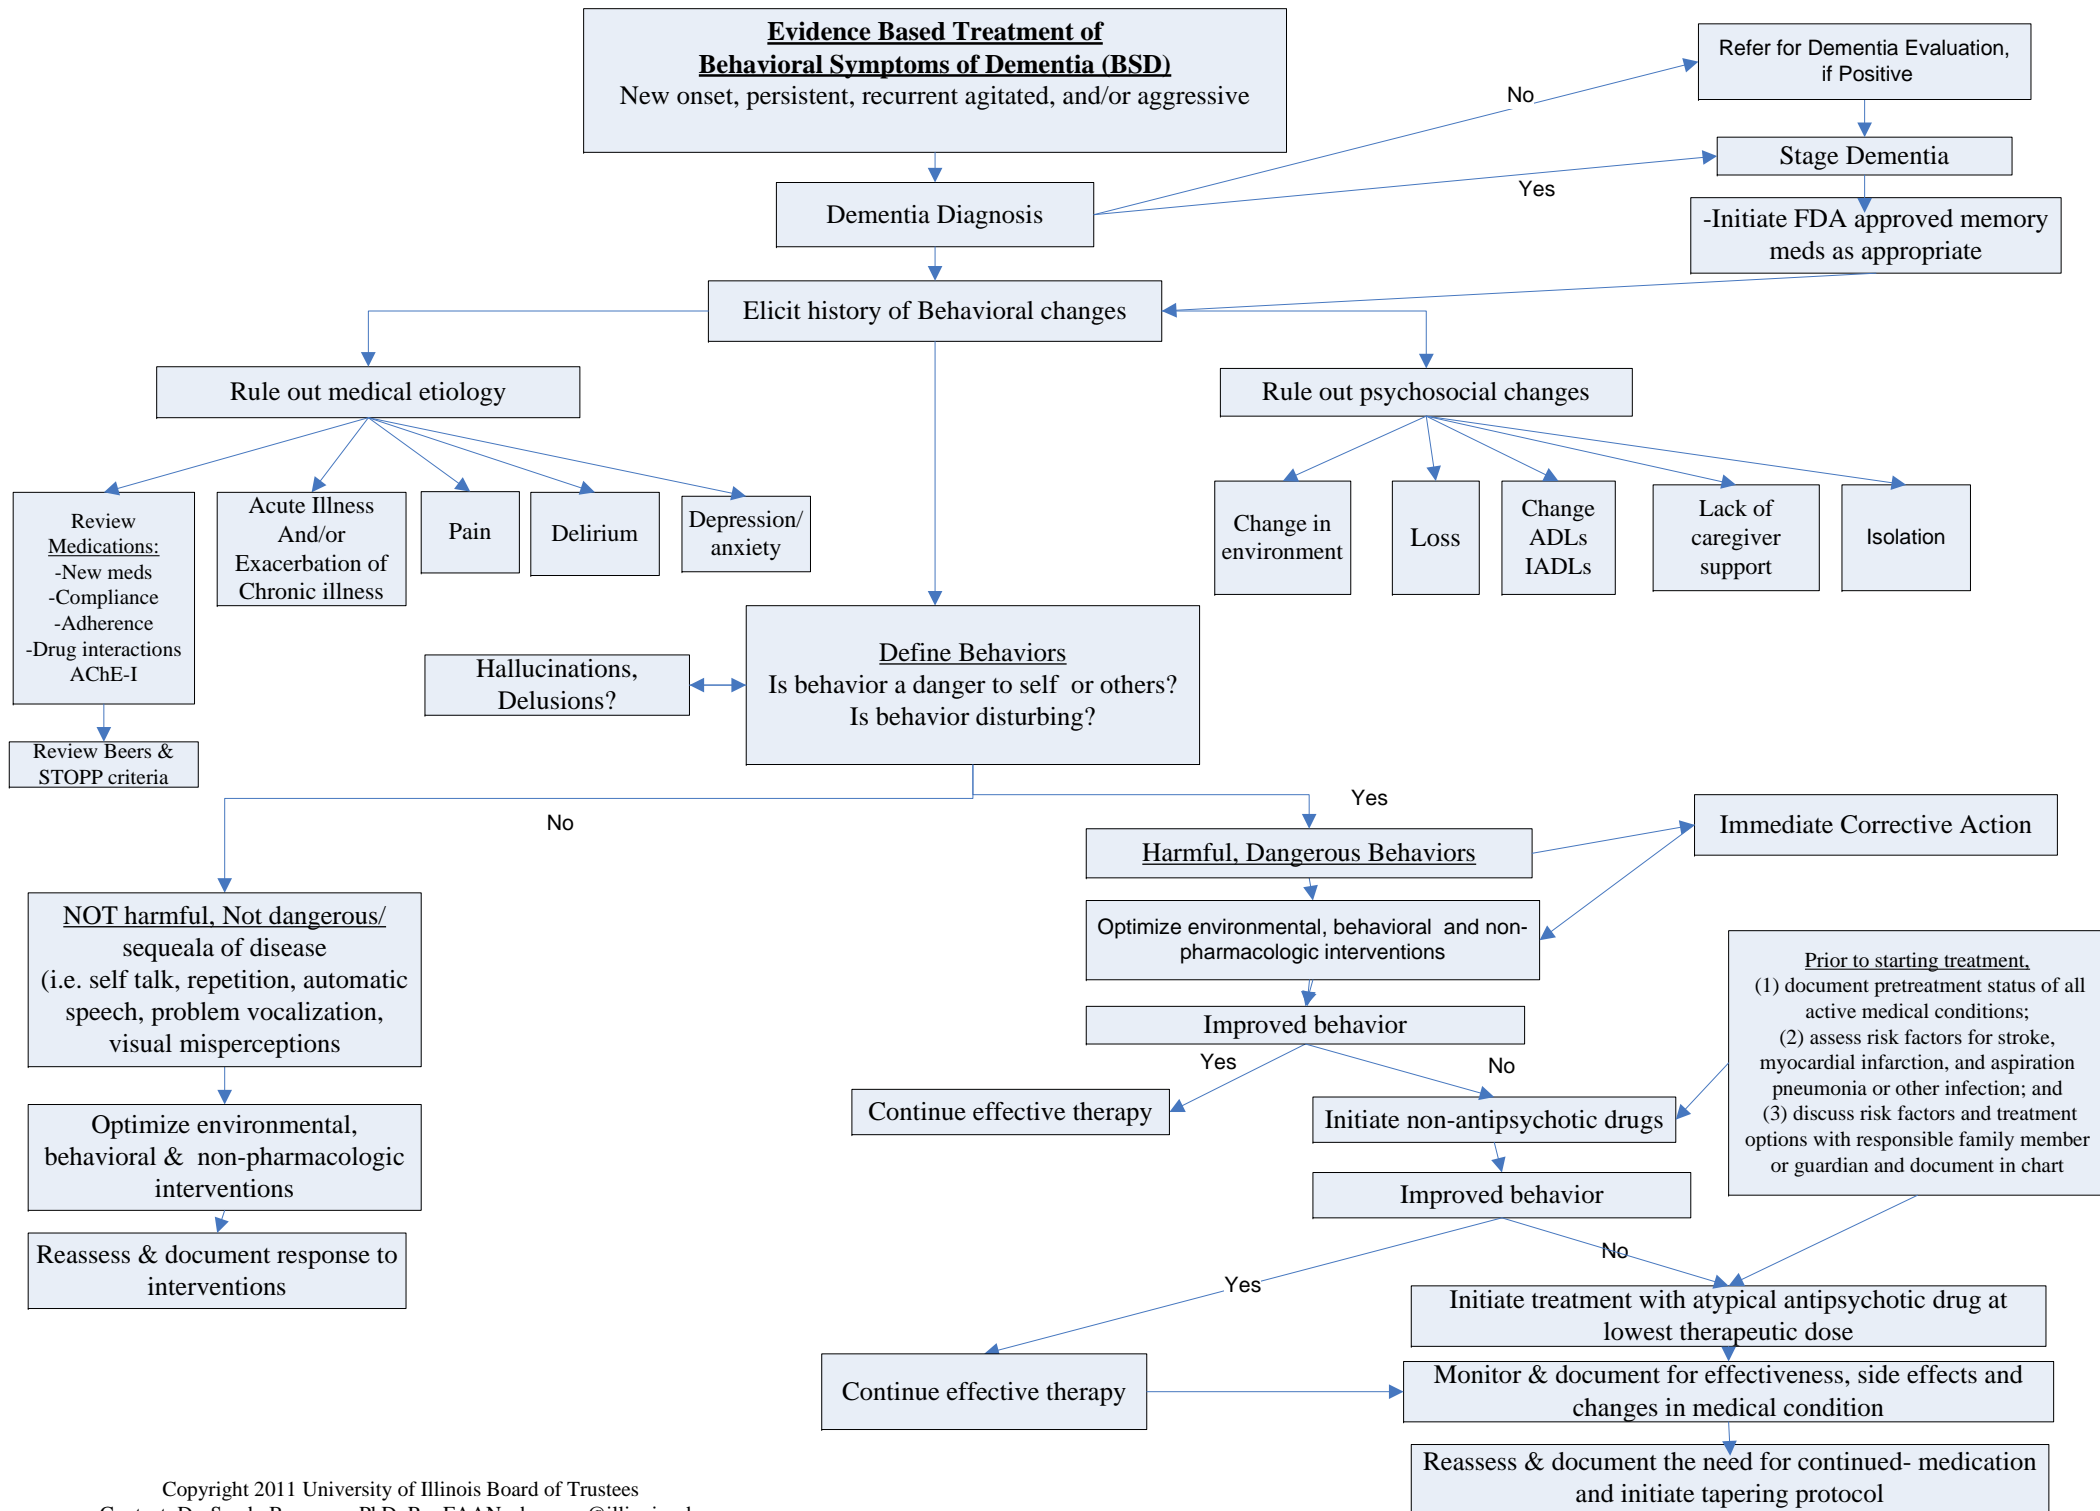 Evidence Based Treatment of
Behavioral Symptoms of Dementia (BSD)
New onset, persistent, recurrent agitated, and/or aggressive
Refer for Dementia Evaluation,
if Positive
No
Stage Dementia
Yes
Dementia Diagnosis
-Initiate FDA approved memory
meds as appropriate
Elicit history of Behavioral changes
Rule out medical etiology
Rule out psychosocial changes
Review
Medications:
-New meds
-Compliance
-Adherence
-Drug interactions
AChE-I
Acute Illness
And/or
Exacerbation of
Chronic illness
Pain
Delirium
Depression/
anxiety
Change in
environment
Loss
Change
ADLs
IADLs
Lack of
caregiver
support
Isolation
Review Beers &
STOPP criteria
Hallucinations,
Delusions?
Define Behaviors
Is behavior a danger to self or others?
Is behavior disturbing?
No
Yes
Harmful, Dangerous Behaviors
Immediate Corrective Action
NOT harmful, Not dangerous/
sequeala of disease
(i.e. self talk, repetition, automatic
speech, problem vocalization,
visual misperceptions
Optimize environmental, behavioral and non-
pharmacologic interventions
Prior to starting treatment,
(1) document pretreatment status of all
active medical conditions;
(2) assess risk factors for stroke,
myocardial infarction, and aspiration
pneumonia or other infection; and
(3) discuss risk factors and treatment
options with responsible family member
or guardian and document in chart
Improved behavior
Yes
No
Continue effective therapy
Initiate non-antipsychotic drugs
Optimize environmental,
behavioral & non-pharmacologic
interventions
Improved behavior
Reassess & document response to
interventions
No
Yes
Initiate treatment with atypical antipsychotic drug at
lowest therapeutic dose
Continue effective therapy
Monitor & document for effectiveness, side effects and
changes in medical condition
Reassess & document the need for continued- medication
and initiate tapering protocol
Copyright 2011 University of Illinois Board of Trustees